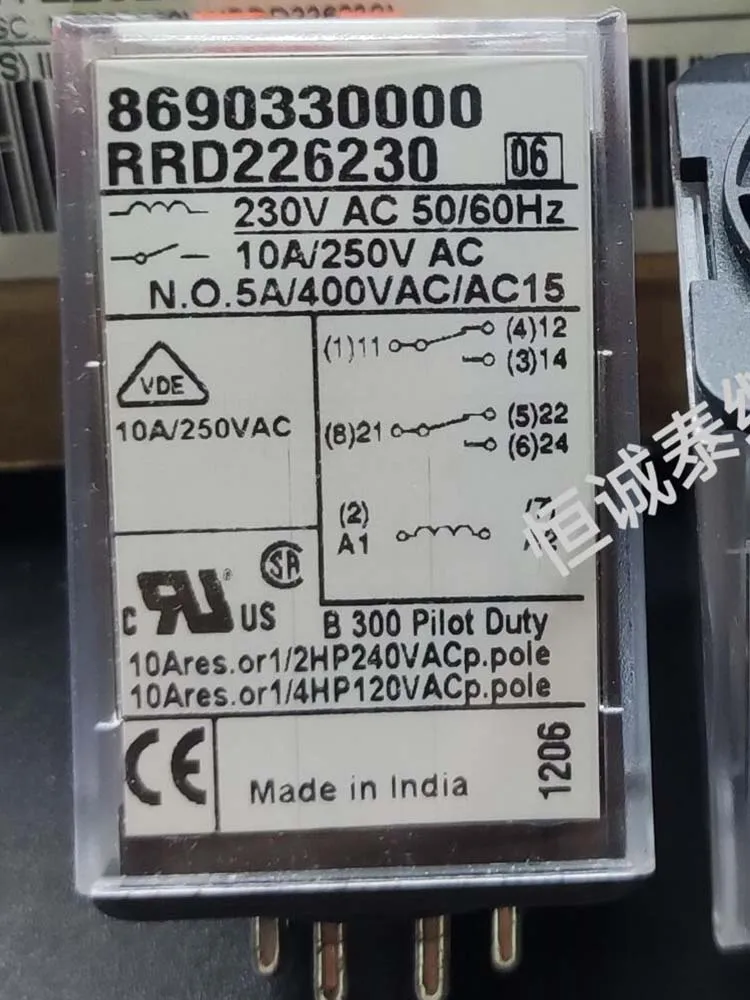 8690330000
RRD226230 06
230V AC 50/60Hz
10A/250V AC
N.O.5A/400VAC/AC15
VDE
10A/250VAC
(1)11 (4)12
(3)14
(8)21 (5)22
(6)24
(2)
A1
恒诚泰
C US
B 300 Pilot Duty
10Ares.or1/2HP240VACp.pole
10Ares.or1/4HP120VACp.pole
CE
Made in India
1206